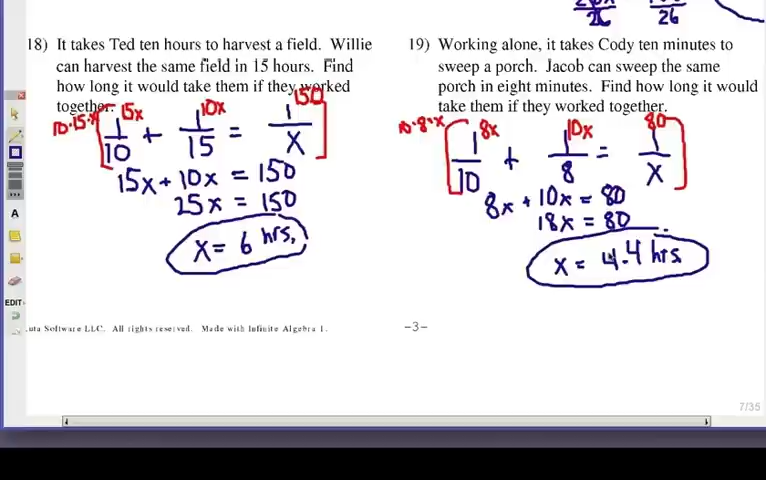 26x
26
26
18) It takes Ted ten hours to harvest a field. Willie
can harvest the same field in 15 hours. Find
how long it would take them if they worked
together.
10·15·x [ 1/10 15x + 1/15 10x = 1/x 150 ]
15x + 10x = 150
25x = 150
x = 6 hrs.
19) Working alone, it takes Cody ten minutes to
sweep a porch. Jacob can sweep the same
porch in eight minutes. Find how long it would
take them if they worked together.
10·8·x [ 1/10 8x + 1/8 10x = 1/x 80 ]
8x + 10x = 80
18x = 80
x = 4.4 hrs
A
EDIT
uta Software LLC. All rights reserved. Made with Infinite Algebra 1.
-3-
7/35